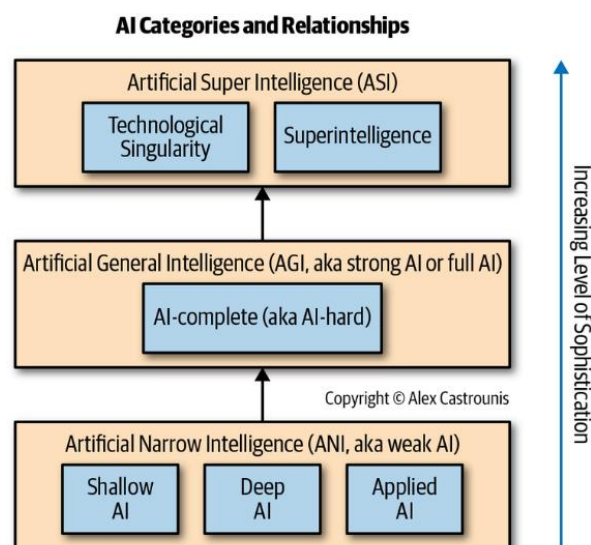 AI Categories and Relationships
Artificial Super Intelligence (ASI)
Technological
Singularity
Superintelligence
Artificial General Intelligence (AGI, aka strong AI or full AI)
AI-complete (aka AI-hard)
Copyright © Alex Castrounis
Artificial Narrow Intelligence (ANI, aka weak AI)
Shallow
AI
Deep
AI
Applied
AI
Increasing Level of Sophistication